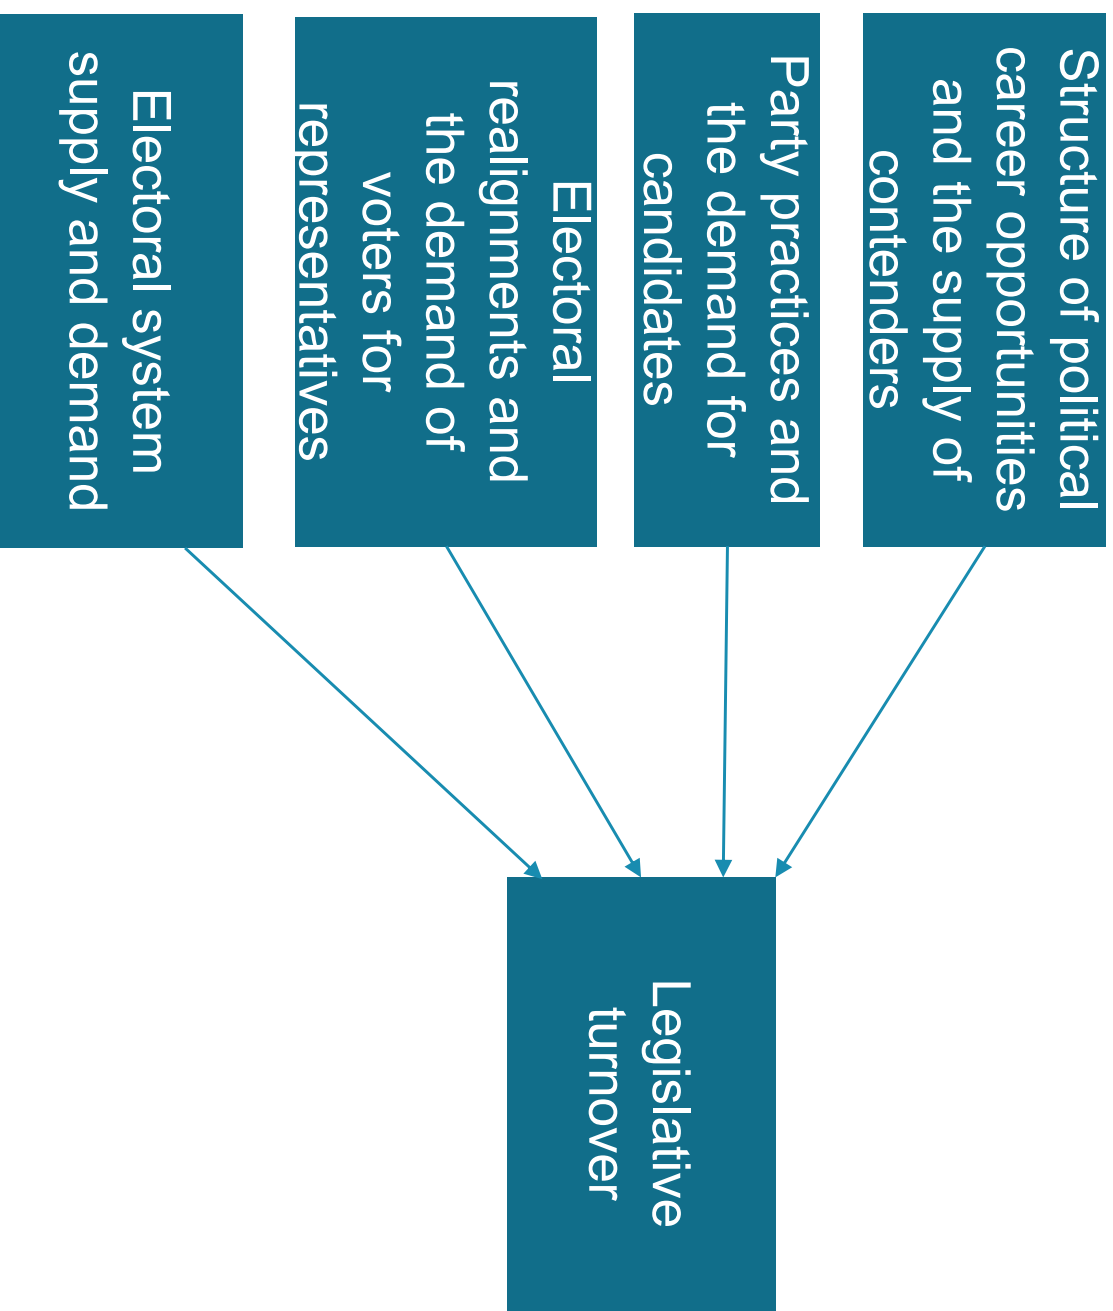 Structure of political
career opportunities
and the supply of
contenders
Party practices and
the demand for
candidates
Electoral
realignments and
the demand of
voters for
representatives
Electoral system
supply and demand
Legislative
turnover